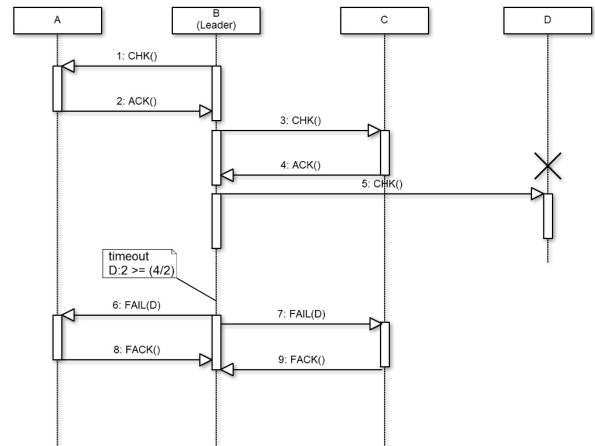 A
B
(Leader)
C
D
1: CHK()
2: ACK()
3: CHK()
4: ACK()
5: CHK()
timeout
D:2 >= (4/2)
6: FAIL(D)
7: FAIL(D)
8: FACK()
9: FACK()